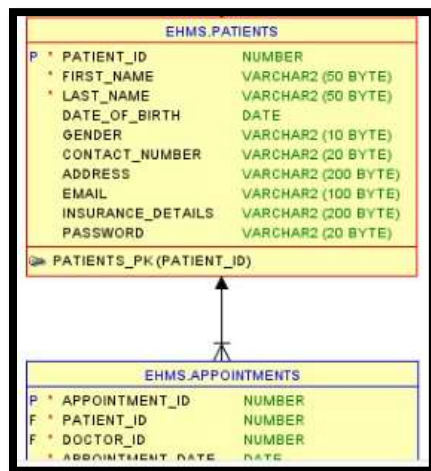 EHMS.PATIENTS
P * PATIENT_ID NUMBER
* FIRST_NAME VARCHAR2 (50 BYTE)
* LAST_NAME VARCHAR2 (50 BYTE)
DATE_OF_BIRTH DATE
GENDER VARCHAR2 (10 BYTE)
CONTACT_NUMBER VARCHAR2 (20 BYTE)
ADDRESS VARCHAR2 (200 BYTE)
EMAIL VARCHAR2 (100 BYTE)
INSURANCE_DETAILS VARCHAR2 (200 BYTE)
PASSWORD VARCHAR2 (20 BYTE)
PATIENTS_PK (PATIENT_ID)
EHMS.APPOINTMENTS
P * APPOINTMENT_ID NUMBER
F * PATIENT_ID NUMBER
F * DOCTOR_ID NUMBER
* APPOINTMENT_DATE DATE